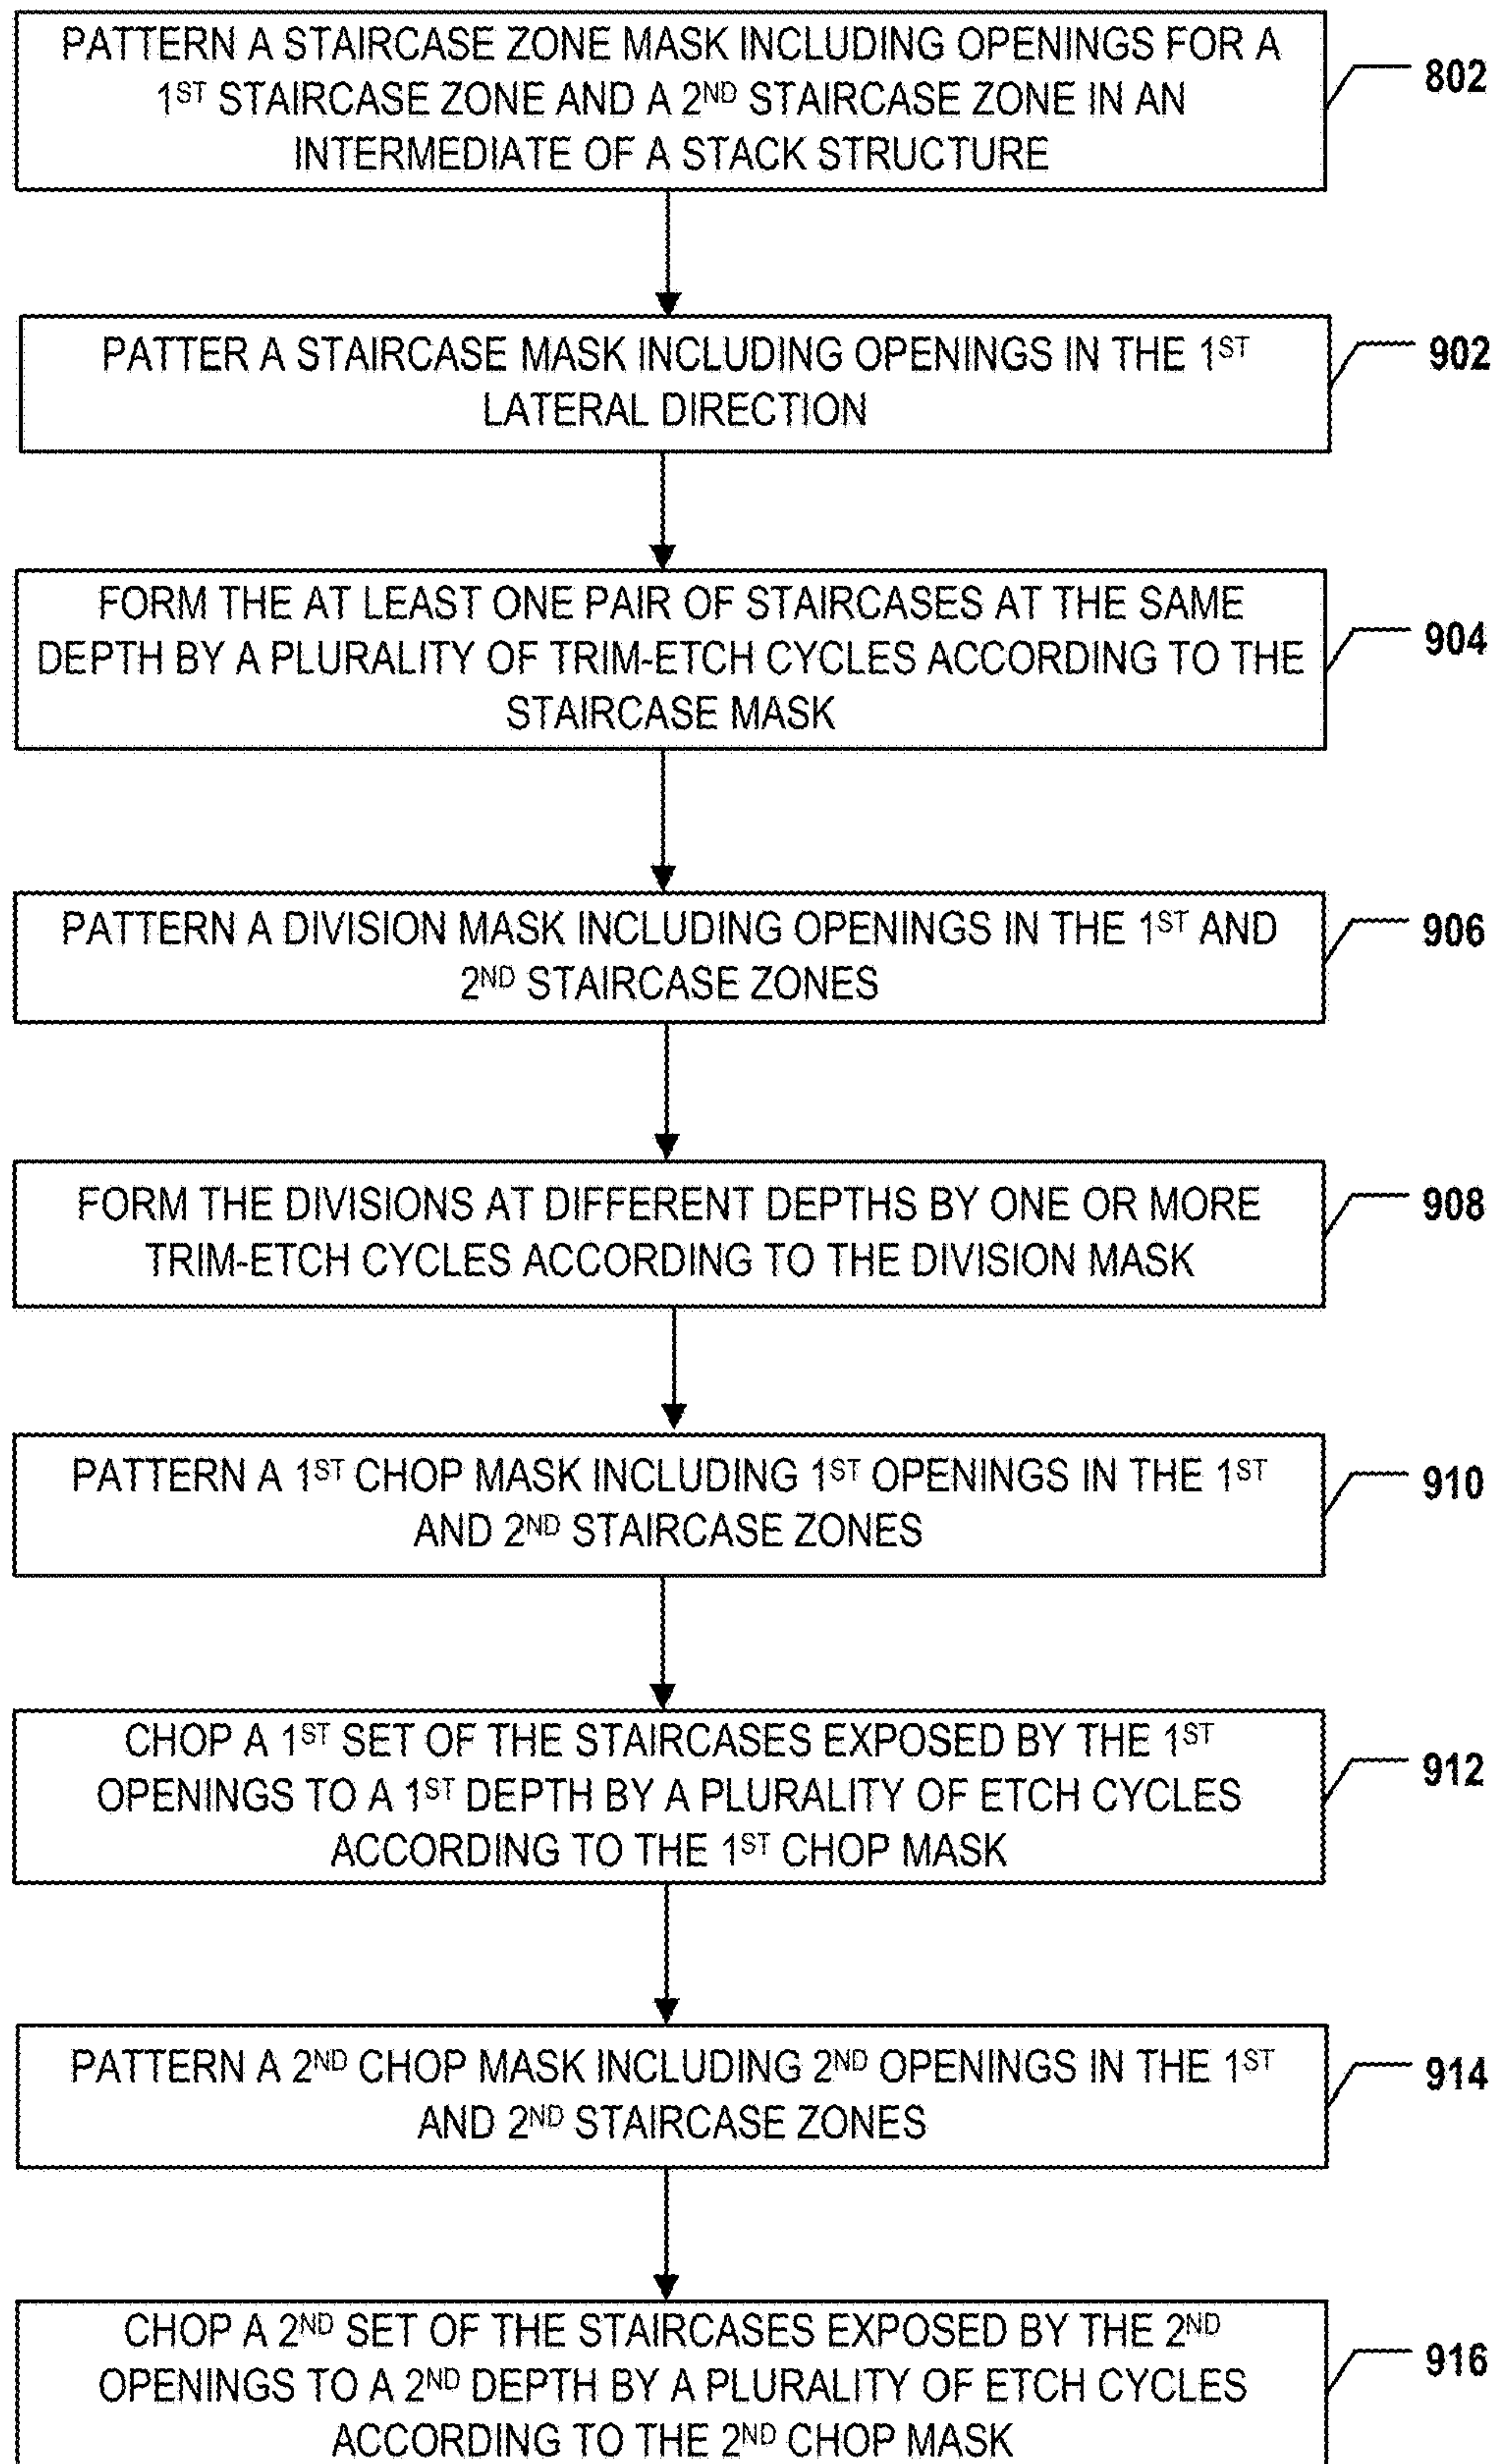 PATTERN A STAIRCASE ZONE MASK INCLUDING OPENINGS FOR A
1ST STAIRCASE ZONE AND A 2ND STAIRCASE ZONE IN AN
INTERMEDIATE OF A STACK STRUCTURE
802
PATTER A STAIRCASE MASK INCLUDING OPENINGS IN THE 1ST
LATERAL DIRECTION
902
FORM THE AT LEAST ONE PAIR OF STAIRCASES AT THE SAME
DEPTH BY A PLURALITY OF TRIM-ETCH CYCLES ACCORDING TO THE
STAIRCASE MASK
904
PATTERN A DIVISION MASK INCLUDING OPENINGS IN THE 1ST AND
2ND STAIRCASE ZONES
906
FORM THE DIVISIONS AT DIFFERENT DEPTHS BY ONE OR MORE
TRIM-ETCH CYCLES ACCORDING TO THE DIVISION MASK
908
PATTERN A 1ST CHOP MASK INCLUDING 1ST OPENINGS IN THE 1ST
AND 2ND STAIRCASE ZONES
910
CHOP A 1ST SET OF THE STAIRCASES EXPOSED BY THE 1ST
OPENINGS TO A 1ST DEPTH BY A PLURALITY OF ETCH CYCLES
ACCORDING TO THE 1ST CHOP MASK
912
PATTERN A 2ND CHOP MASK INCLUDING 2ND OPENINGS IN THE 1ST
AND 2ND STAIRCASE ZONES
914
CHOP A 2ND SET OF THE STAIRCASES EXPOSED BY THE 2ND
OPENINGS TO A 2ND DEPTH BY A PLURALITY OF ETCH CYCLES
ACCORDING TO THE 2ND CHOP MASK
916